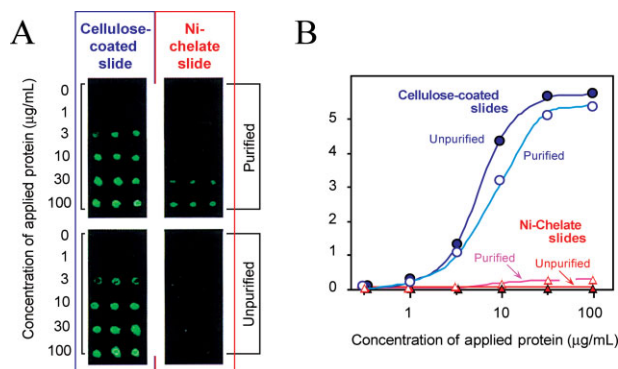 A
Cellulose-
coated
slide
Ni-
chelate
slide
Concentration of applied protein (µg/mL)
0
1
3
10
30
100
Purified
0
1
3
10
30
100
Unpurified
B
5
4
3
2
1
0
Cellulose-coated
slides
Unpurified
Purified
Ni-Chelate
slides
Purified
Unpurified
1
10
100
Concentration of applied protein (µg/mL)